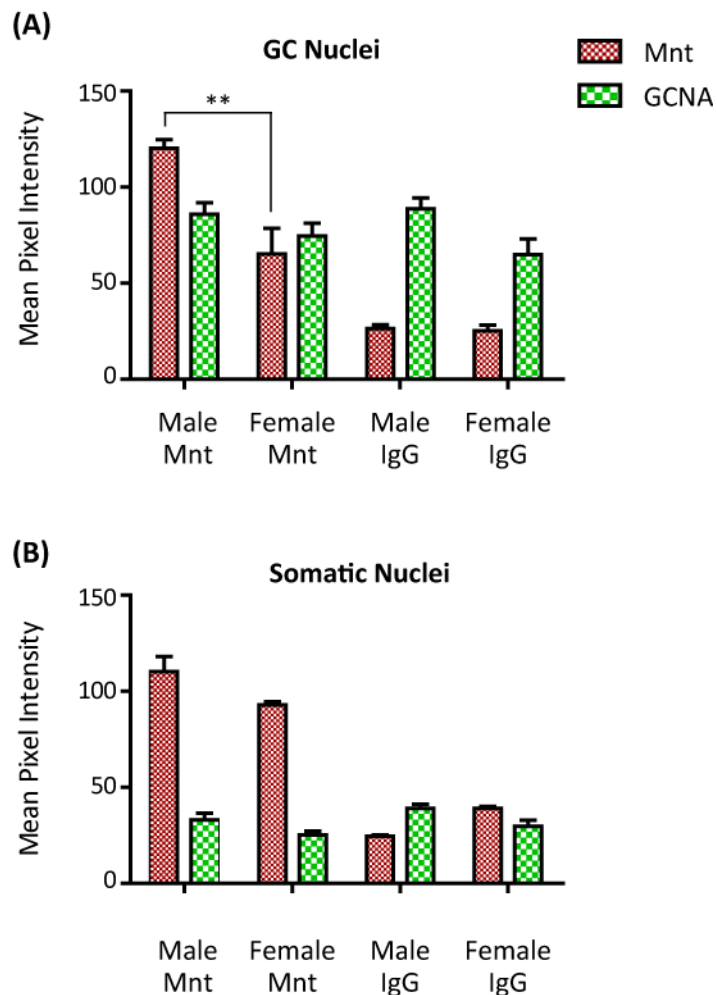 (A)
GC Nuclei
Mnt
GCNA
Mean Pixel Intensity
150
100
50
0
**
Male Female Male Female
Mnt Mnt IgG IgG
(B)
Somatic Nuclei
Mean Pixel Intensity
150
100
50
0
Male Female Male Female
Mnt Mnt IgG IgG